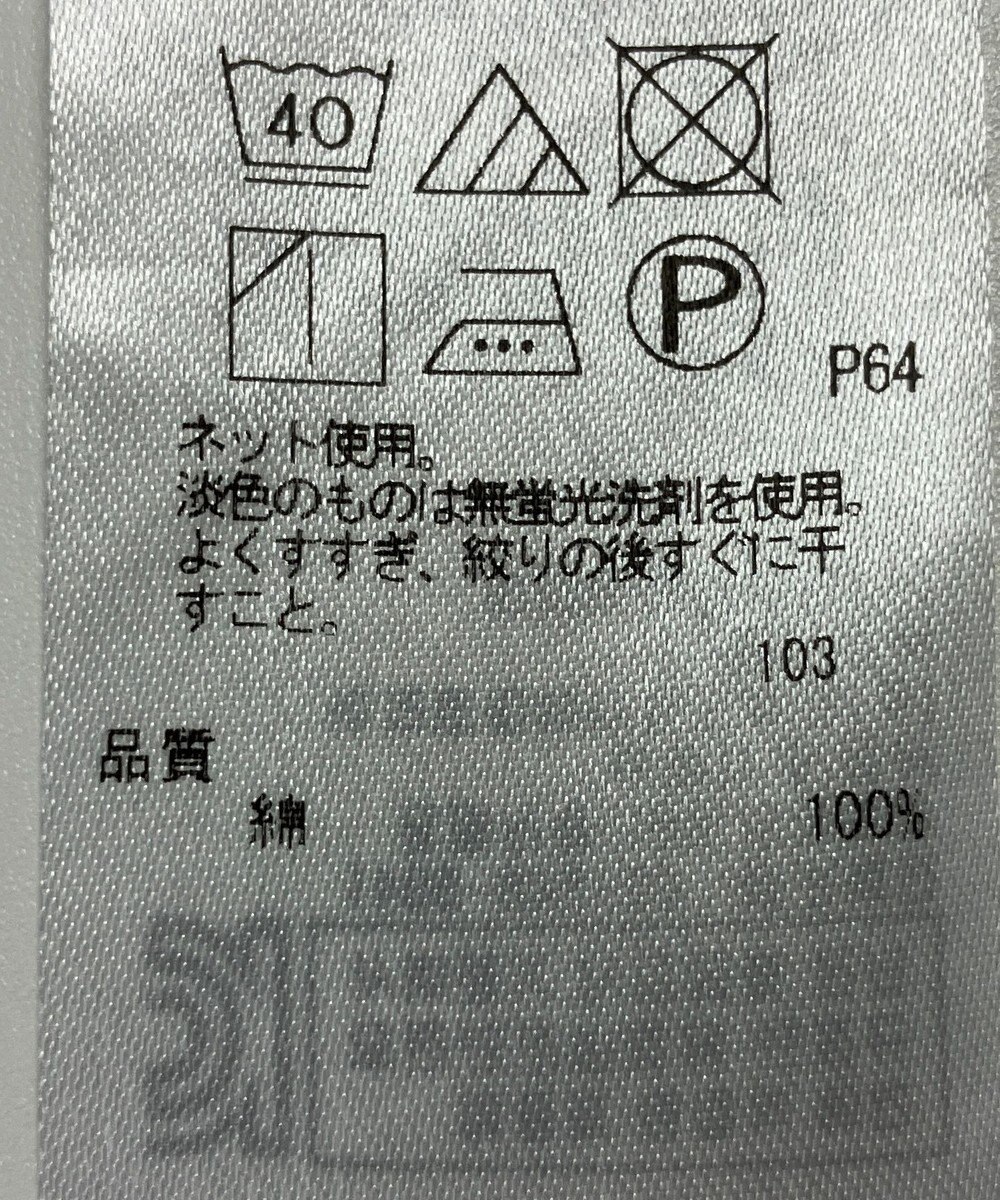 40
P
P64
ネット使用。
淡色のものは無蛍光洗剤を使用。
よくすすぎ、絞りの後すぐに干
すこと。
103
品質
綿 100%